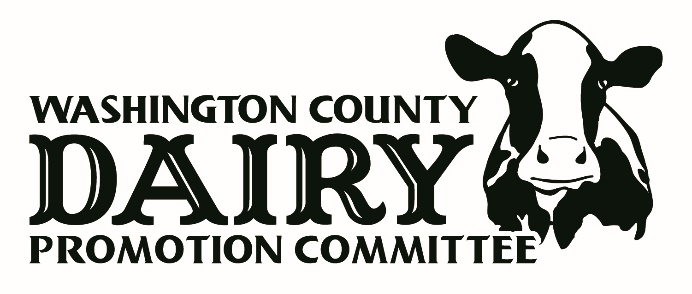 WASHINGTON COUNTY
DAIRY
PROMOTION COMMITTEE